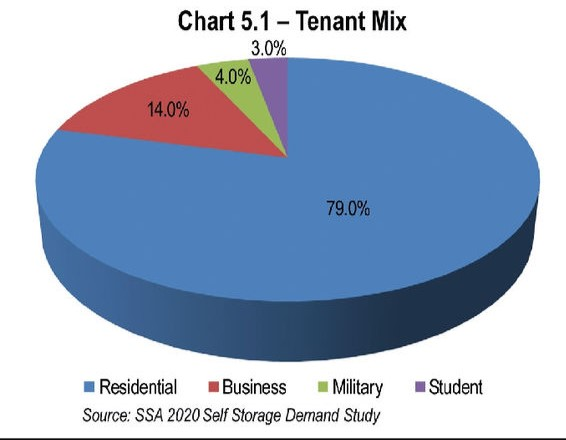 Chart 5.1 – Tenant Mix
3.0%
4.0%
14.0%
79.0%
Residential Business Military Student
Source: SSA 2020 Self Storage Demand Study